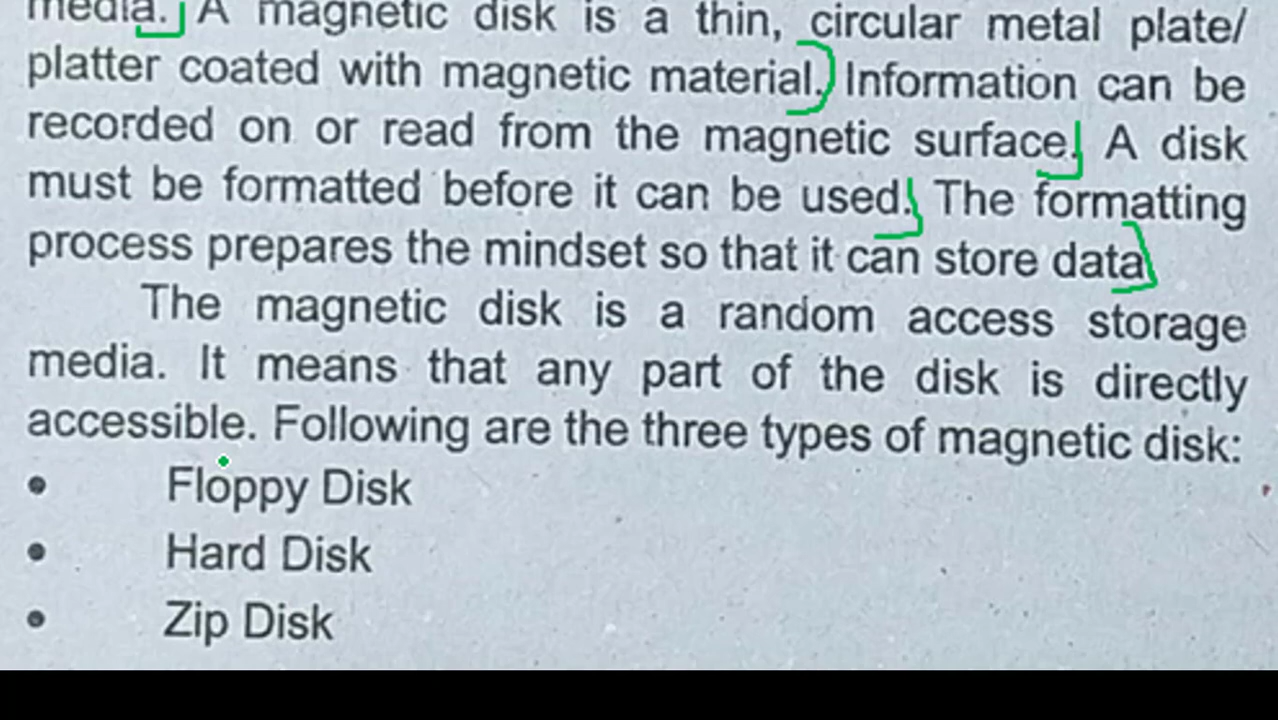 media. A magnetic disk is a thin, circular metal plate/
platter coated with magnetic material. Information can be
recorded on or read from the magnetic surface. A disk
must be formatted before it can be used. The formatting
process prepares the mindset so that it can store data
The magnetic disk is a random access storage
media. It means that any part of the disk is directly
accessible. Following are the three types of magnetic disk:
• Floppy Disk
• Hard Disk
• Zip Disk